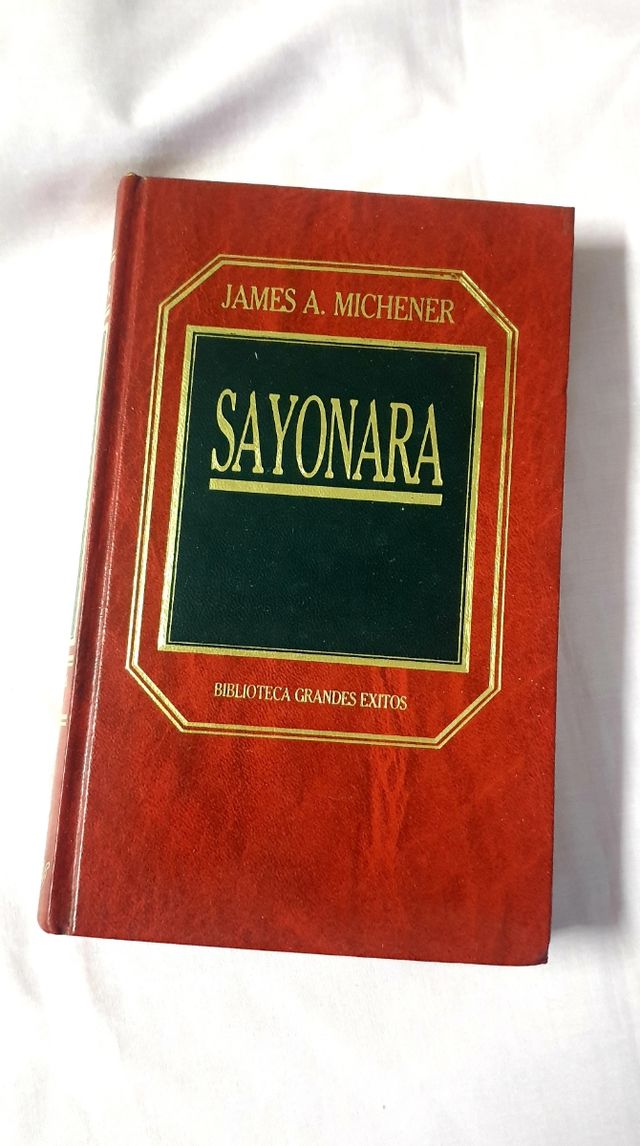 JAMES A. MICHENER
SAYONARA
BIBLIOTECA GRANDES EXITOS